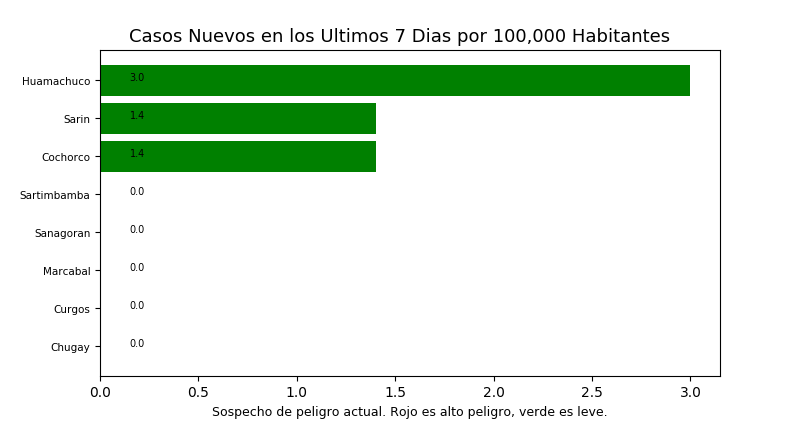 Casos Nuevos en los Ultimos 7 Dias por 100,000 Habitantes
Huamachuco 3.0
Sarin 1.4
Cochorco 1.4
Sartimbamba 0.0
Sanagoran 0.0
Marcabal 0.0
Curgos 0.0
Chugay 0.0
0.0 0.5 1.0 1.5 2.0 2.5 3.0
Sospecho de peligro actual. Rojo es alto peligro, verde es leve.